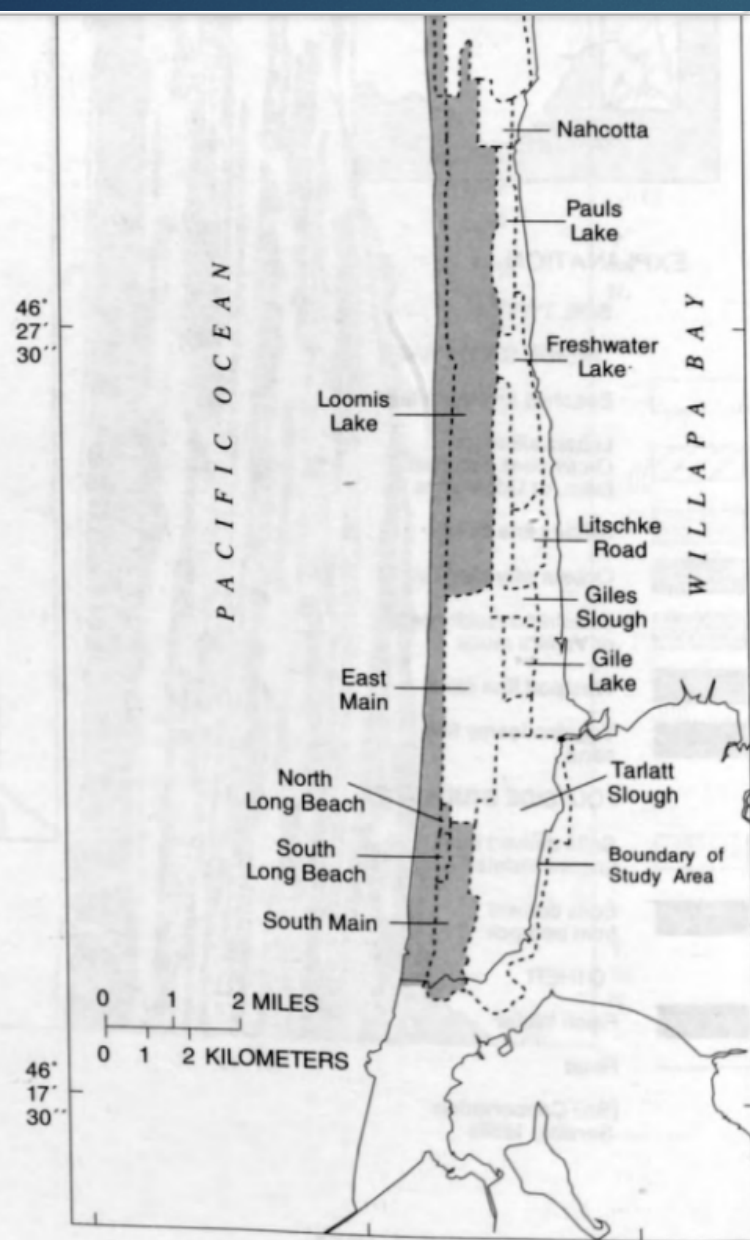 Nahcotta
Pauls
Lake
PACIFIC OCEAN
WILLAPA BAY
46°
27′
30′′
Freshwater
Lake
Loomis
Lake
Litschke
Road
Giles
Slough
Gile
Lake
East
Main
North
Long Beach
Tarlatt
Slough
South
Long Beach
Boundary of
Study Area
South Main
0 1 2 MILES
0 1 2 KILOMETERS
46°
17′
30′′